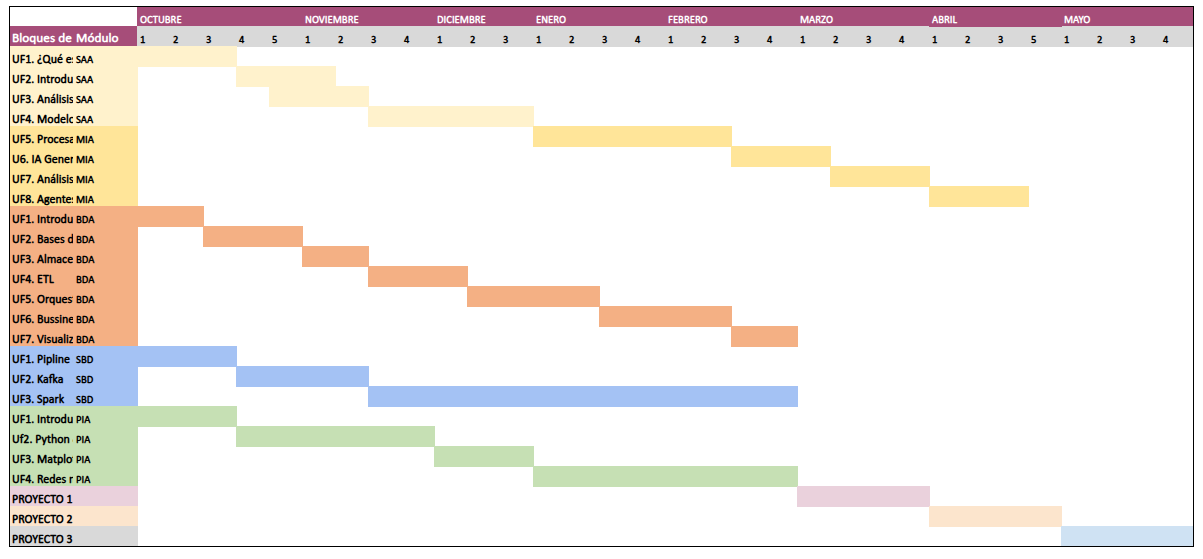 OCTUBRE NOVIEMBRE DICIEMBRE ENERO FEBRERO MARZO ABRIL MAYO
Bloques de Módulo 1 2 3 4 5 1 2 3 4 1 2 3 1 2 3 4 1 2 3 4 1 2 3 4 1 2 3 5 1 2 3 4
UF1. ¿Qué es SAA
UF2. Introdu SAA
UF3. Análisis SAA
UF4. Modelo SAA
UF5. Procesa MIA
U6. IA Gener MIA
UF7. Análisis MIA
UF8. Agentes MIA
UF1. Introdu BDA
UF2. Bases d BDA
UF3. Almace BDA
UF4. ETL BDA
UF5. Orques BDA
UF6. Bussine BDA
UF7. Visualiz BDA
UF1. Pipline SBD
UF2. Kafka SBD
UF3. Spark SBD
UF1. Introdu PIA
Uf2. Python PIA
UF3. Matplo PIA
UF4. Redes n PIA
PROYECTO 1
PROYECTO 2
PROYECTO 3